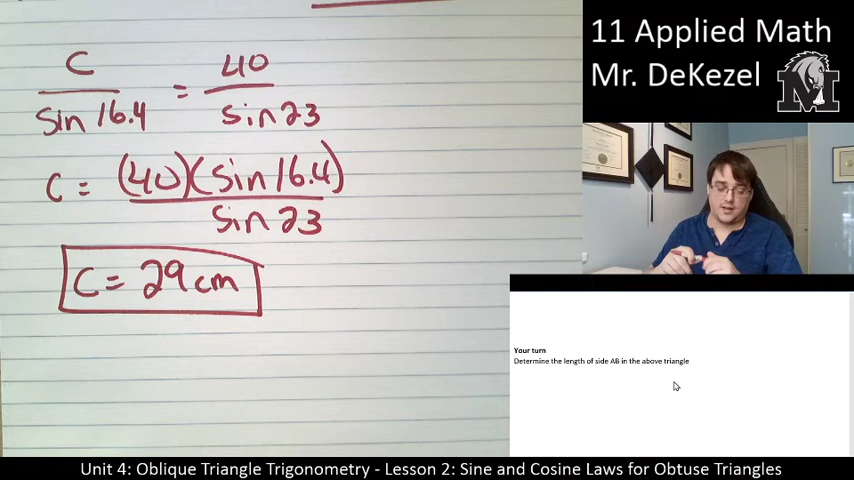 C
sin 16.4
=
40
sin 23
C = (40)(sin 16.4)
sin 23
C = 29 cm
11 Applied Math
Mr. DeKezel
M
Your turn
Determine the length of side AB in the above triangle
Unit 4: Oblique Triangle Trigonometry - Lesson 2: Sine and Cosine Laws for Obtuse Triangles